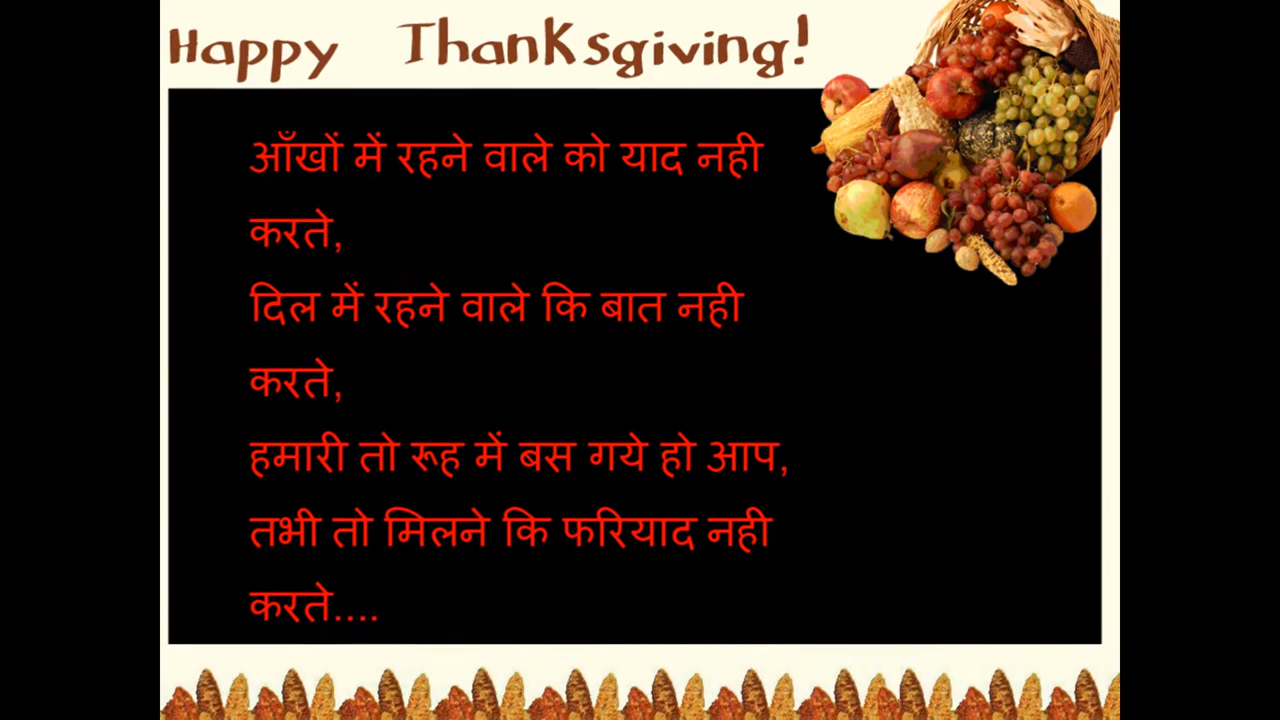 Happy Thanksgiving!
आँखों में रहने वाले को याद नही
करते,
दिल में रहने वाले कि बात नही
करते,
हमारी तो रूह में बस गये हो आप,
तभी तो मिलने कि फरियाद नही
करते....